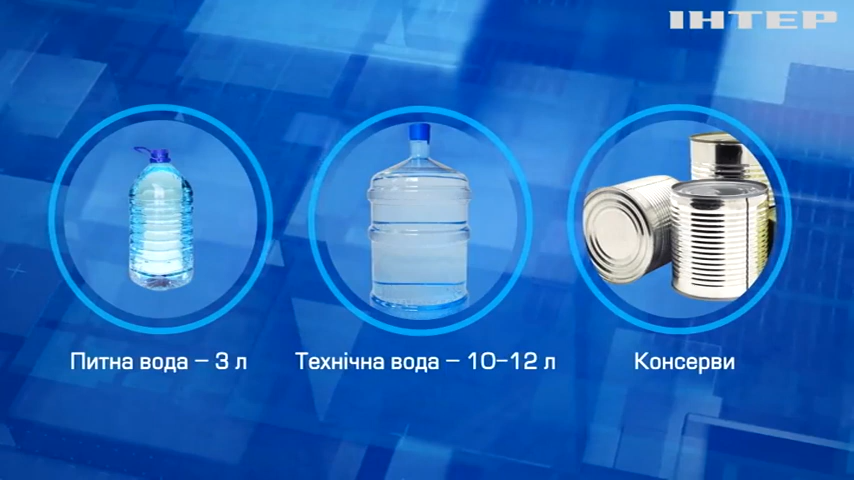 ІНТЕР
Питна вода – 3 л
Технічна вода – 10–12 л
Консерви